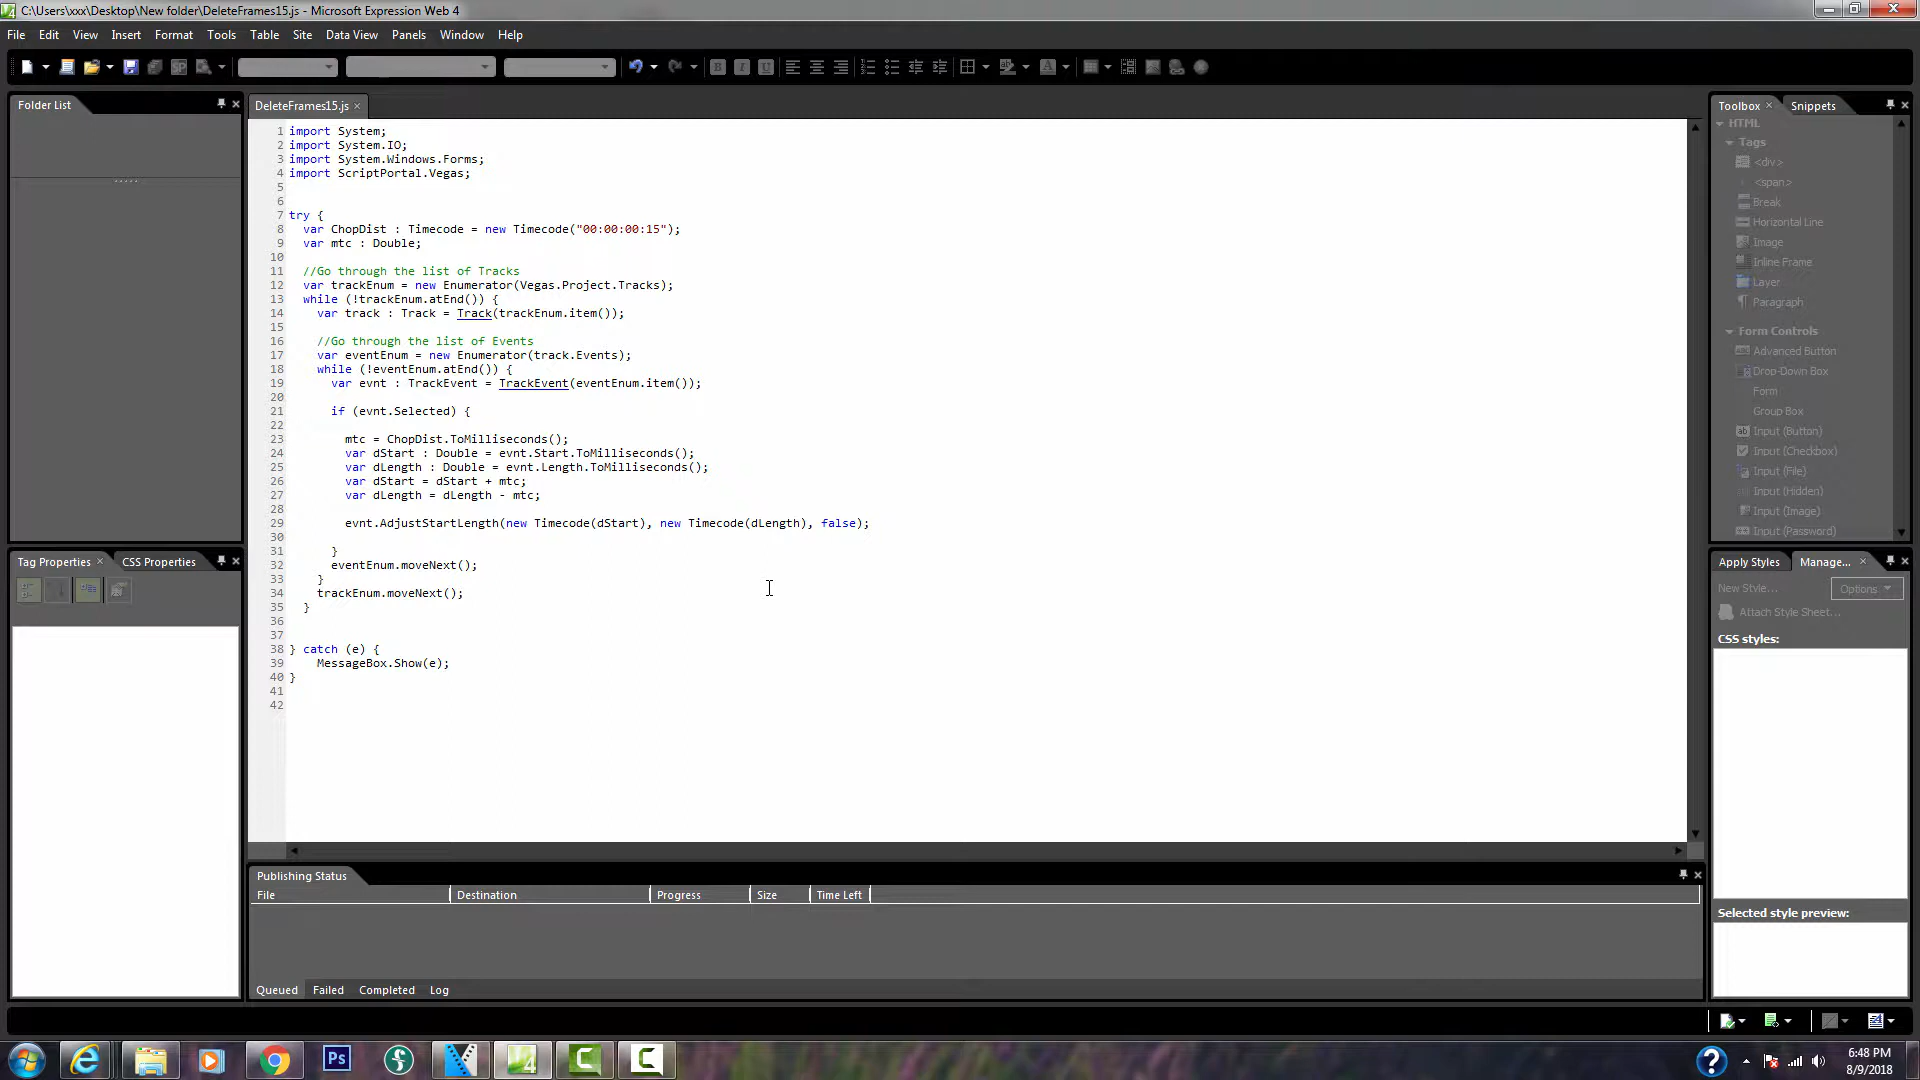 C:\Users\xxx\Desktop\New folder\DeleteFrames15.js - Microsoft Expression Web 4
File Edit View Insert Format Tools Table Site Data View Panels Window Help
Folder List
DeleteFrames15.js
Toolbox Snippets
1 import System;
2 import System.IO;
3 import System.Windows.Forms;
4 import ScriptPortal.Vegas;
5
6
7 try {
8 var ChopDist : Timecode = new Timecode("00:00:00:15");
9 var mtc : Double;
10
11 //Go through the list of Tracks
12 var trackEnum = new Enumerator(Vegas.Project.Tracks);
13 while (!trackEnum.atEnd()) {
14 var track : Track = Track(trackEnum.item());
15
16 //Go through the list of Events
17 var eventEnum = new Enumerator(track.Events);
18 while (!eventEnum.atEnd()) {
19 var evnt : TrackEvent = TrackEvent(eventEnum.item());
20
21 if (evnt.Selected) {
22
23 mtc = ChopDist.ToMilliseconds();
24 var dStart : Double = evnt.Start.ToMilliseconds();
25 var dLength : Double = evnt.Length.ToMilliseconds();
26 var dStart = dStart + mtc;
27 var dLength = dLength - mtc;
28
29 evnt.AdjustStartLength(new Timecode(dStart), new Timecode(dLength), false);
30
31 }
32 eventEnum.moveNext();
33 }
34 trackEnum.moveNext();
35 }
36
37
38 } catch (e) {
39 MessageBox.Show(e);
40 }
41
42
HTML
Tags
<div>
<span>
Break
Horizontal Line
Image
Inline Frame
Layer
Paragraph
Form Controls
Advanced Button
Drop-Down Box
Form
Group Box
Input (Button)
Input (Checkbox)
Input (File)
Input (Hidden)
Input (Image)
Input (Password)
Tag Properties CSS Properties
Apply Styles Manage...
New Style... Options
Attach Style Sheet...
CSS styles:
Selected style preview:
Publishing Status
File Destination Progress Size Time Left
Queued Failed Completed Log
6:48 PM
8/9/2018